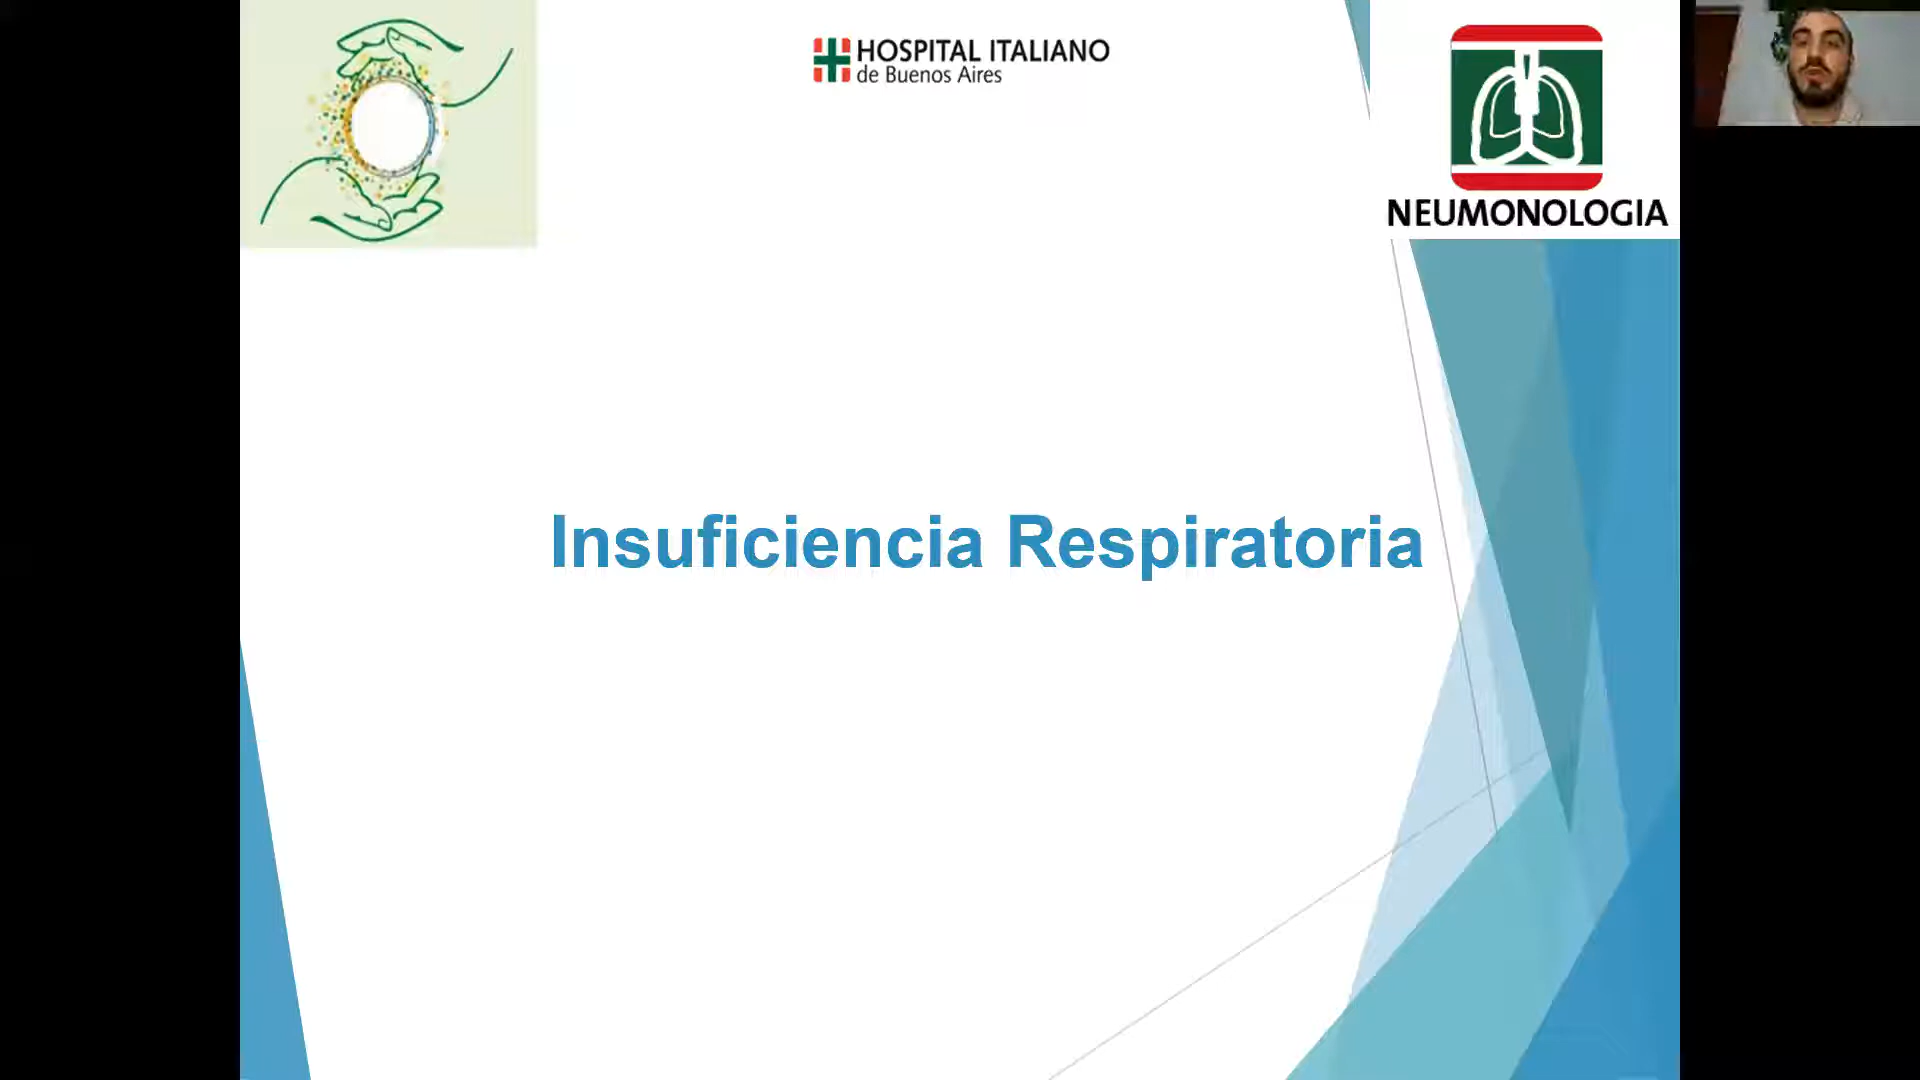 HOSPITAL ITALIANO
de Buenos Aires
NEUMONOLOGIA
Insuficiencia Respiratoria